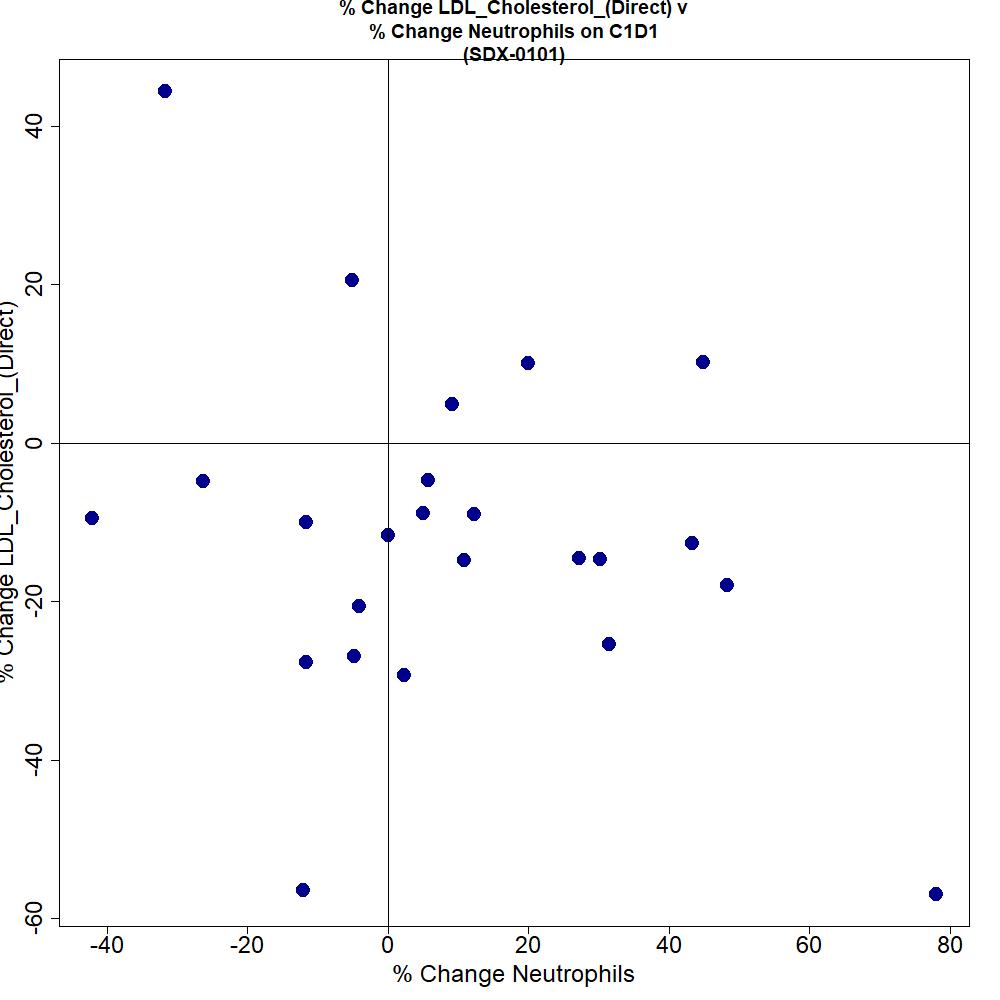 % Change LDL_Cholesterol_(Direct) v
% Change Neutrophils on C1D1
(SDX-0101)
% Change LDL_Cholesterol_(Direct)
40
20
0
-20
-40
-60
-40 -20 0 20 40 60 80
% Change Neutrophils